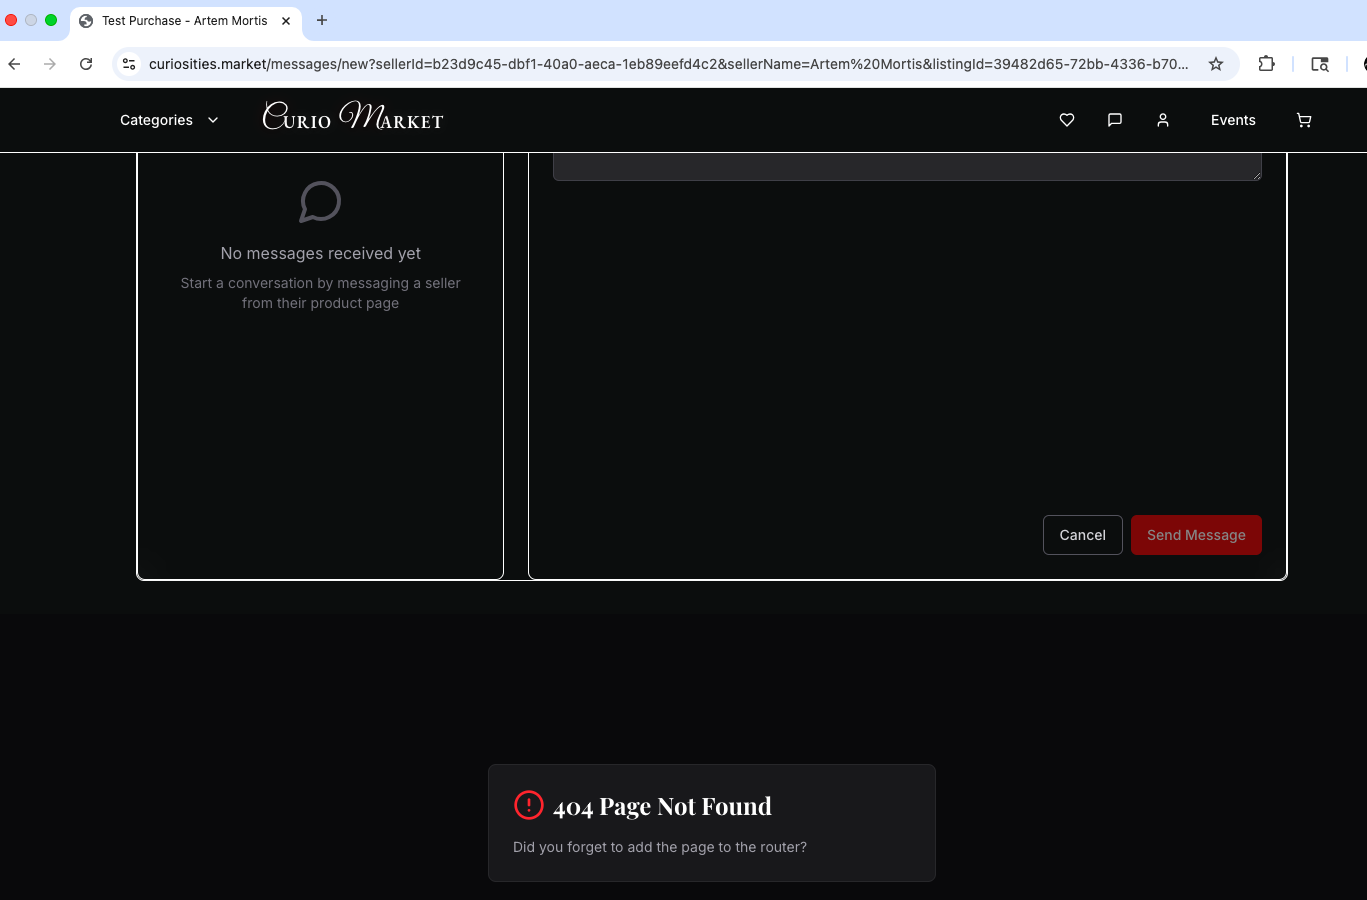 Test Purchase - Artem Mortis
curiosities.market/messages/new?sellerId=b23d9c45-dbf1-40a0-aeca-1eb89eefd4c2&sellerName=Artem%20Mortis&listingId=39482d65-72bb-4336-b70...
Categories
Curio Market
Events
No messages received yet
Start a conversation by messaging a seller
from their product page
Cancel
Send Message
404 Page Not Found
Did you forget to add the page to the router?